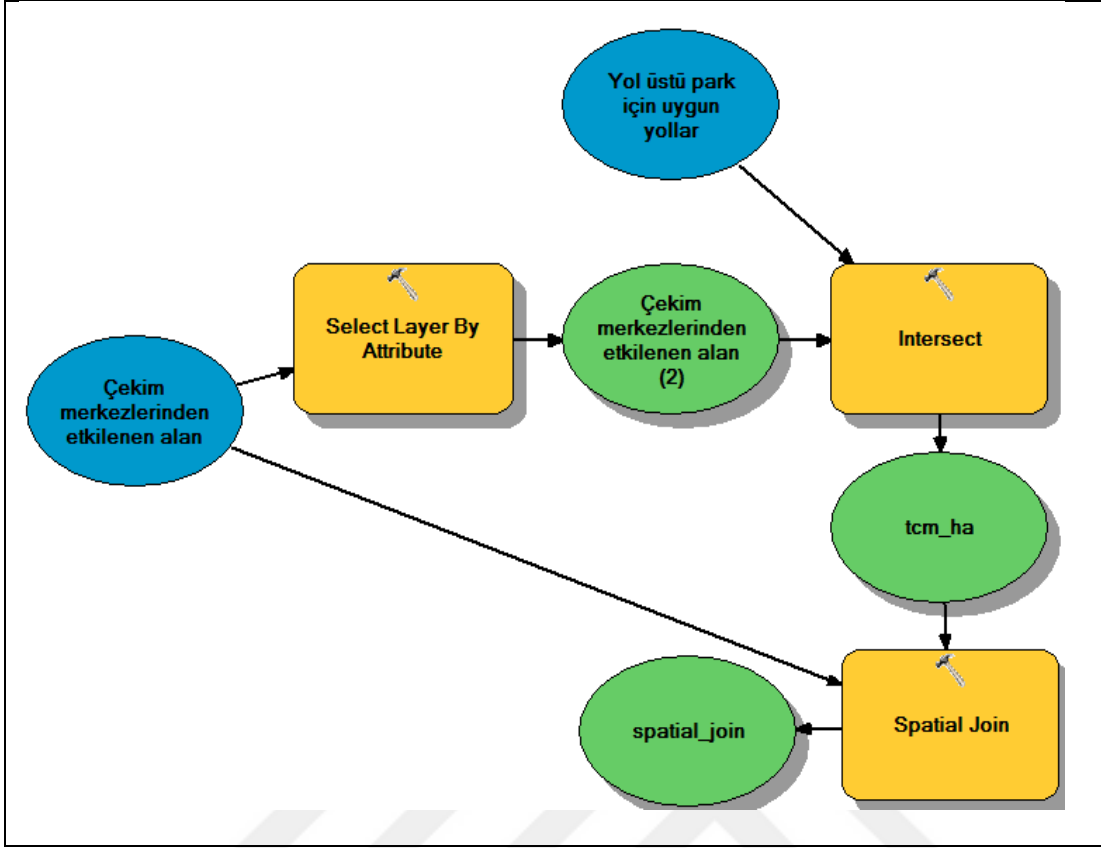 Yol üstü park
için uygun
yollar
Select Layer By
Attribute
Çekim
merkezlerinden
etkilenen alan
(2)
Intersect
Çekim
merkezlerinden
etkilenen alan
tcm_ha
spatial_join
Spatial Join